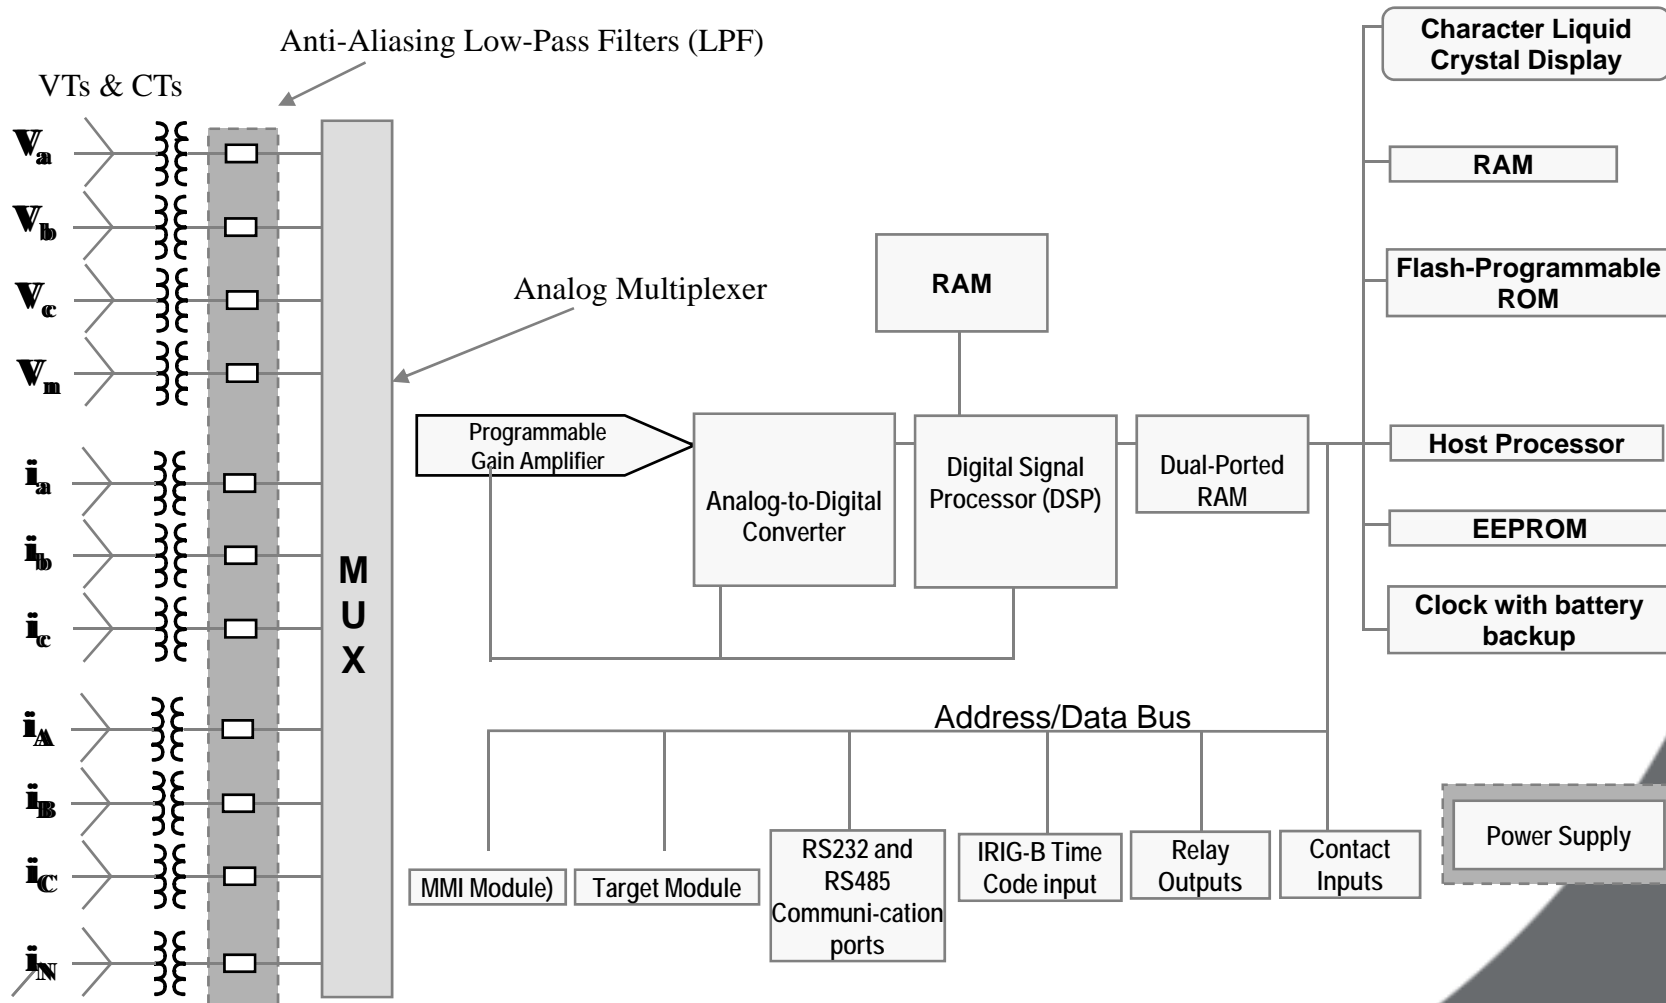 Anti-Aliasing Low-Pass Filters (LPF)
VTs & CTs
Va
Vb
Vc
Vn
ia
ib
ic
iA
iB
iC
iN
M
U
X
Analog Multiplexer
Programmable
Gain Amplifier
Analog-to-Digital
Converter
RAM
Digital Signal
Processor (DSP)
Dual-Ported
RAM
Character Liquid
Crystal Display
RAM
Flash-Programmable
ROM
Host Processor
EEPROM
Clock with battery
backup
Address/Data Bus
MMI Module)
Target Module
RS232 and
RS485
Communi-cation
ports
IRIG-B Time
Code input
Relay
Outputs
Contact
Inputs
Power Supply